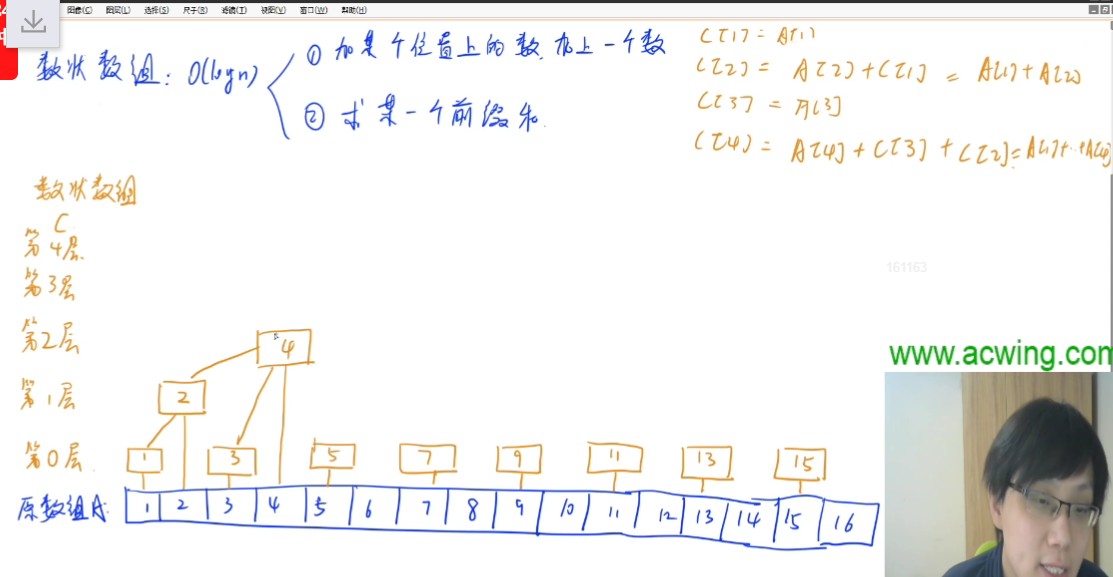 图像(C) 图层(L) 选择(S) 尺子(R) 滤镜(T) 视图(V) 窗口(W) 帮助(H)
数状数组: O(logn)
① 加某个位置上的数,加上一个数
② 求某一个前缀和.
C[1] = A[1]
C[2] = A[2] + C[1] = A[1] + A[2]
C[3] = A[3]
C[4] = A[4] + C[3] + C[2] = A[1]+..+A[4]
数状数组
C
第4层
第3层
第2层
第1层
第0层.
4
2
1 3 5 7 9 11 13 15
原数组A.
1 2 3 4 5 6 7 8 9 10 11 12 13 14 15 16
161163
www.acwing.com